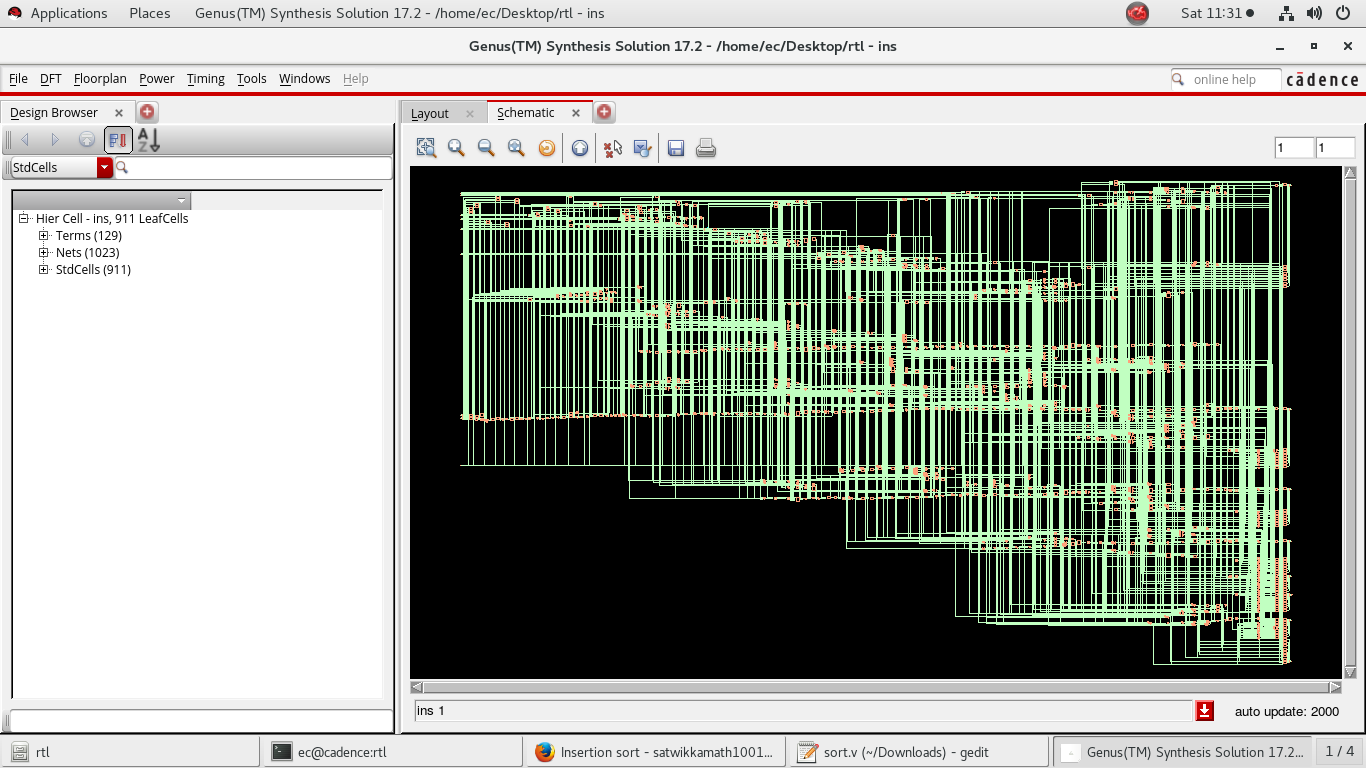 Applications Places Genus(TM) Synthesis Solution 17.2 - /home/ec/Desktop/rtl - ins Sat 11:31
Genus(TM) Synthesis Solution 17.2 - /home/ec/Desktop/rtl - ins
File DFT Floorplan Power Timing Tools Windows Help online help cādence
Design Browser Layout Schematic
A Z 1 1
StdCells
Hier Cell - ins, 911 LeafCells
Terms (129)
Nets (1023)
StdCells (911)
ins 1 auto update: 2000
rtl ec@cadence:rtl Insertion sort - satwikkamath1001... sort.v (~/Downloads) - gedit Genus(TM) Synthesis Solution 17.2... 1 / 4